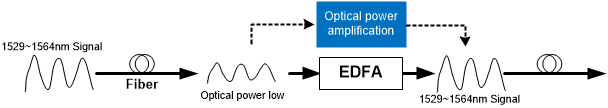 Optical power
amplification
1529~1564nm Signal
Fiber
Optical power low
EDFA
1529~1564nm Signal